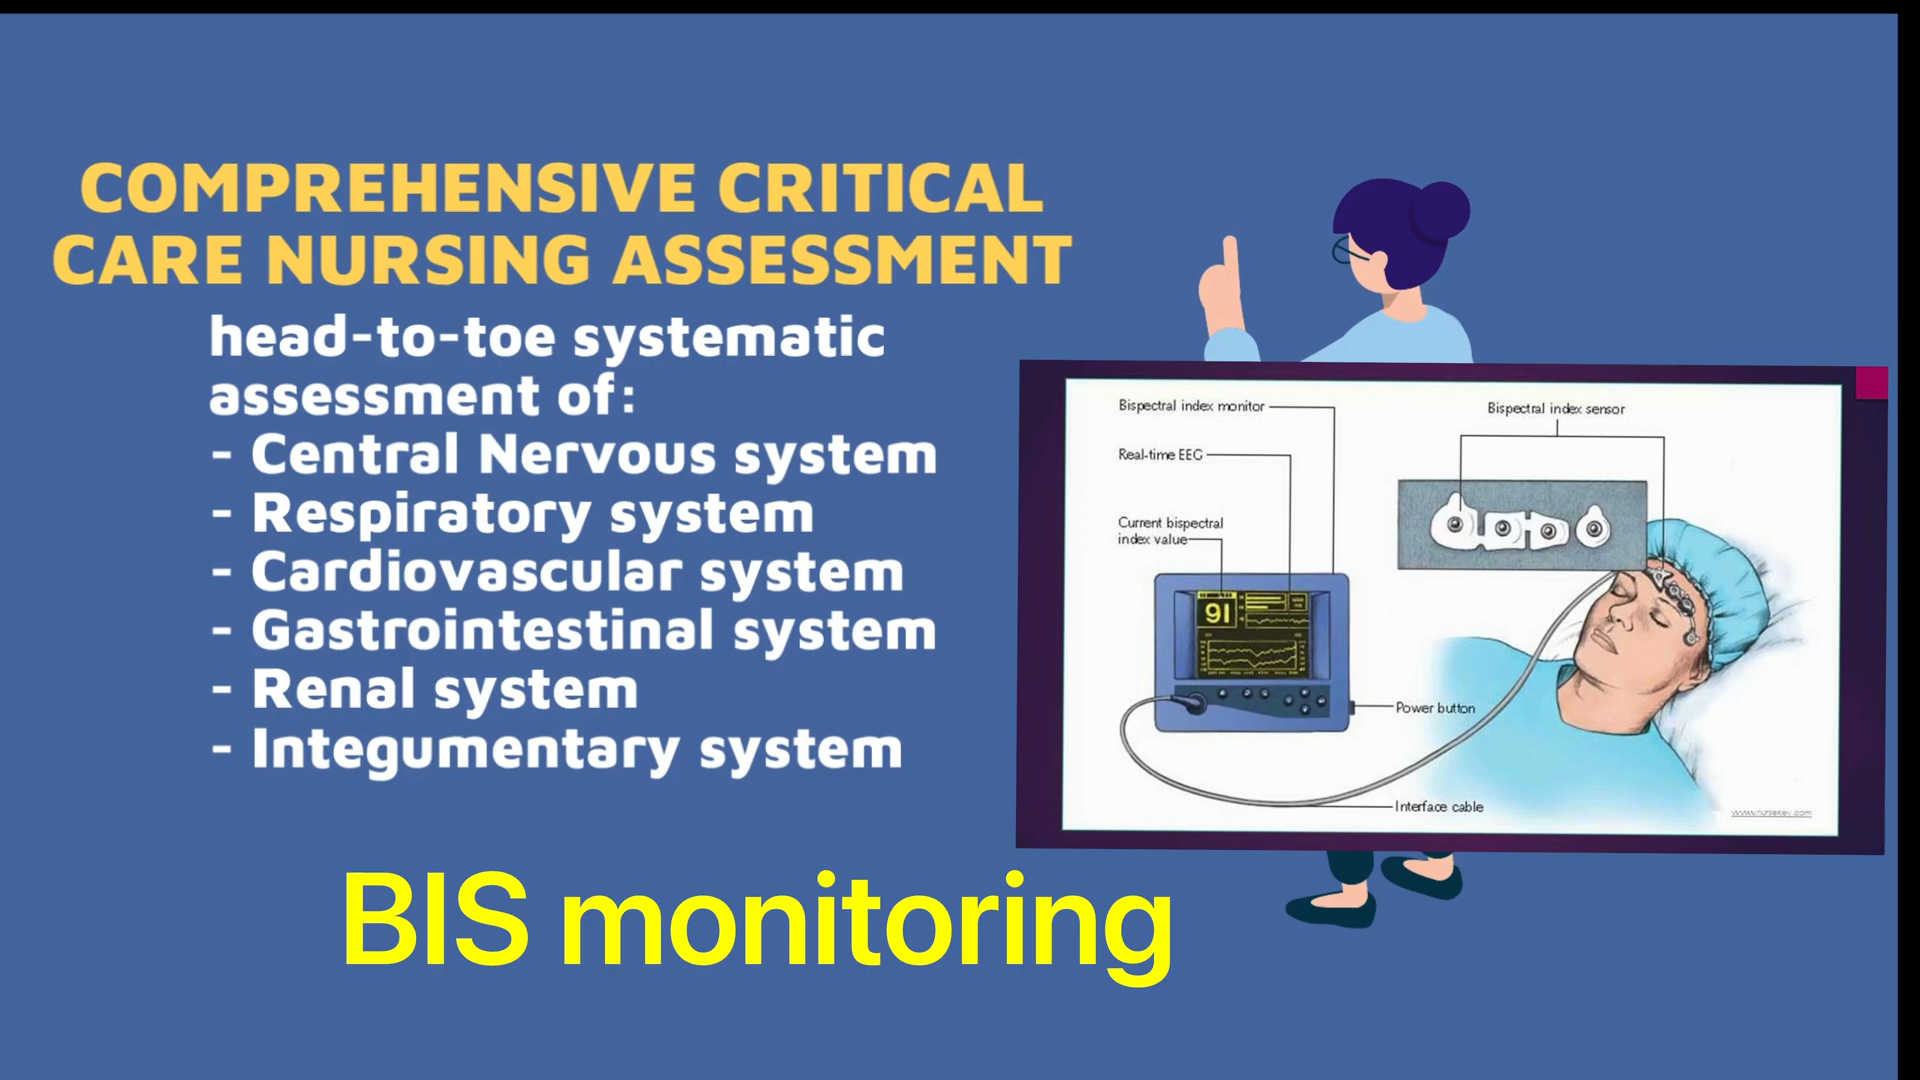 COMPREHENSIVE CRITICAL
CARE NURSING ASSESSMENT
head-to-toe systematic
assessment of:
- Central Nervous system
- Respiratory system
- Cardiovascular system
- Gastrointestinal system
- Renal system
- Integumentary system
BIS monitoring
Bispectral index monitor
Real-time EEG
Current bispectral
index value
Bispectral index sensor
91
Power button
Interface cable